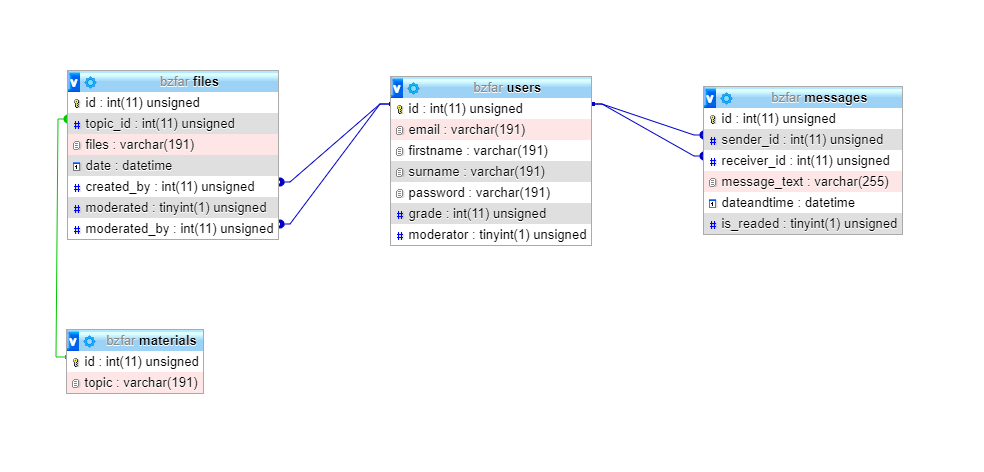 bzfar files
id : int(11) unsigned
topic_id : int(11) unsigned
files : varchar(191)
date : datetime
created_by : int(11) unsigned
moderated : tinyint(1) unsigned
moderated_by : int(11) unsigned
bzfar users
id : int(11) unsigned
email : varchar(191)
firstname : varchar(191)
surname : varchar(191)
password : varchar(191)
grade : int(11) unsigned
moderator : tinyint(1) unsigned
bzfar messages
id : int(11) unsigned
sender_id : int(11) unsigned
receiver_id : int(11) unsigned
message_text : varchar(255)
dateandtime : datetime
is_readed : tinyint(1) unsigned
bzfar materials
id : int(11) unsigned
topic : varchar(191)